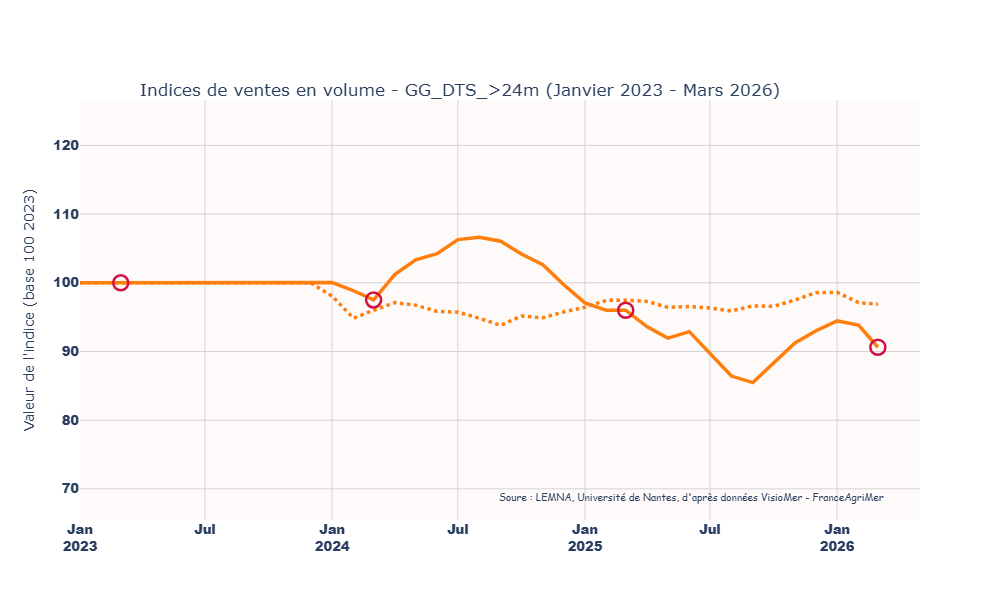 Indices de ventes en volume - GG_DTS_>24m (Janvier 2023 - Mars 2026)
Valeur de l'indice (base 100 2023)
120
110
100
90
80
70
Soure : LEMNA, Université de Nantes, d'après données VisioMer - FranceAgriMer
Jan
2023
Jul
Jan
2024
Jul
Jan
2025
Jul
Jan
2026